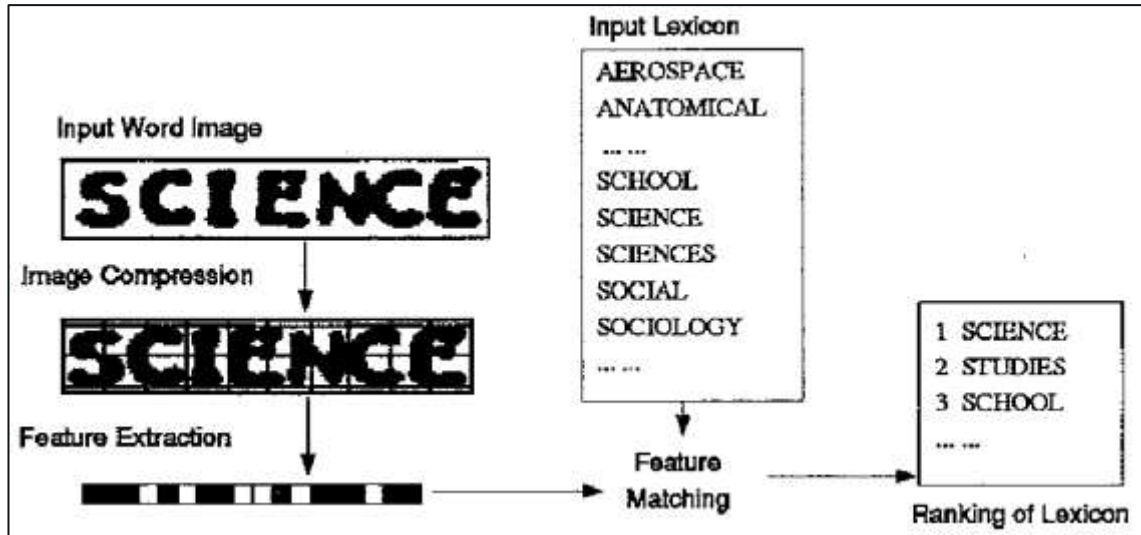 Input Word Image
SCIENCE
Image Compression
SCIENCE
Feature Extraction
Input Lexicon
AEROSPACE
ANATOMICAL
... ...
SCHOOL
SCIENCE
SCIENCES
SOCIAL
SOCIOLOGY
... ...
Feature
Matching
1 SCIENCE
2 STUDIES
3 SCHOOL
... ...
Ranking of Lexicon